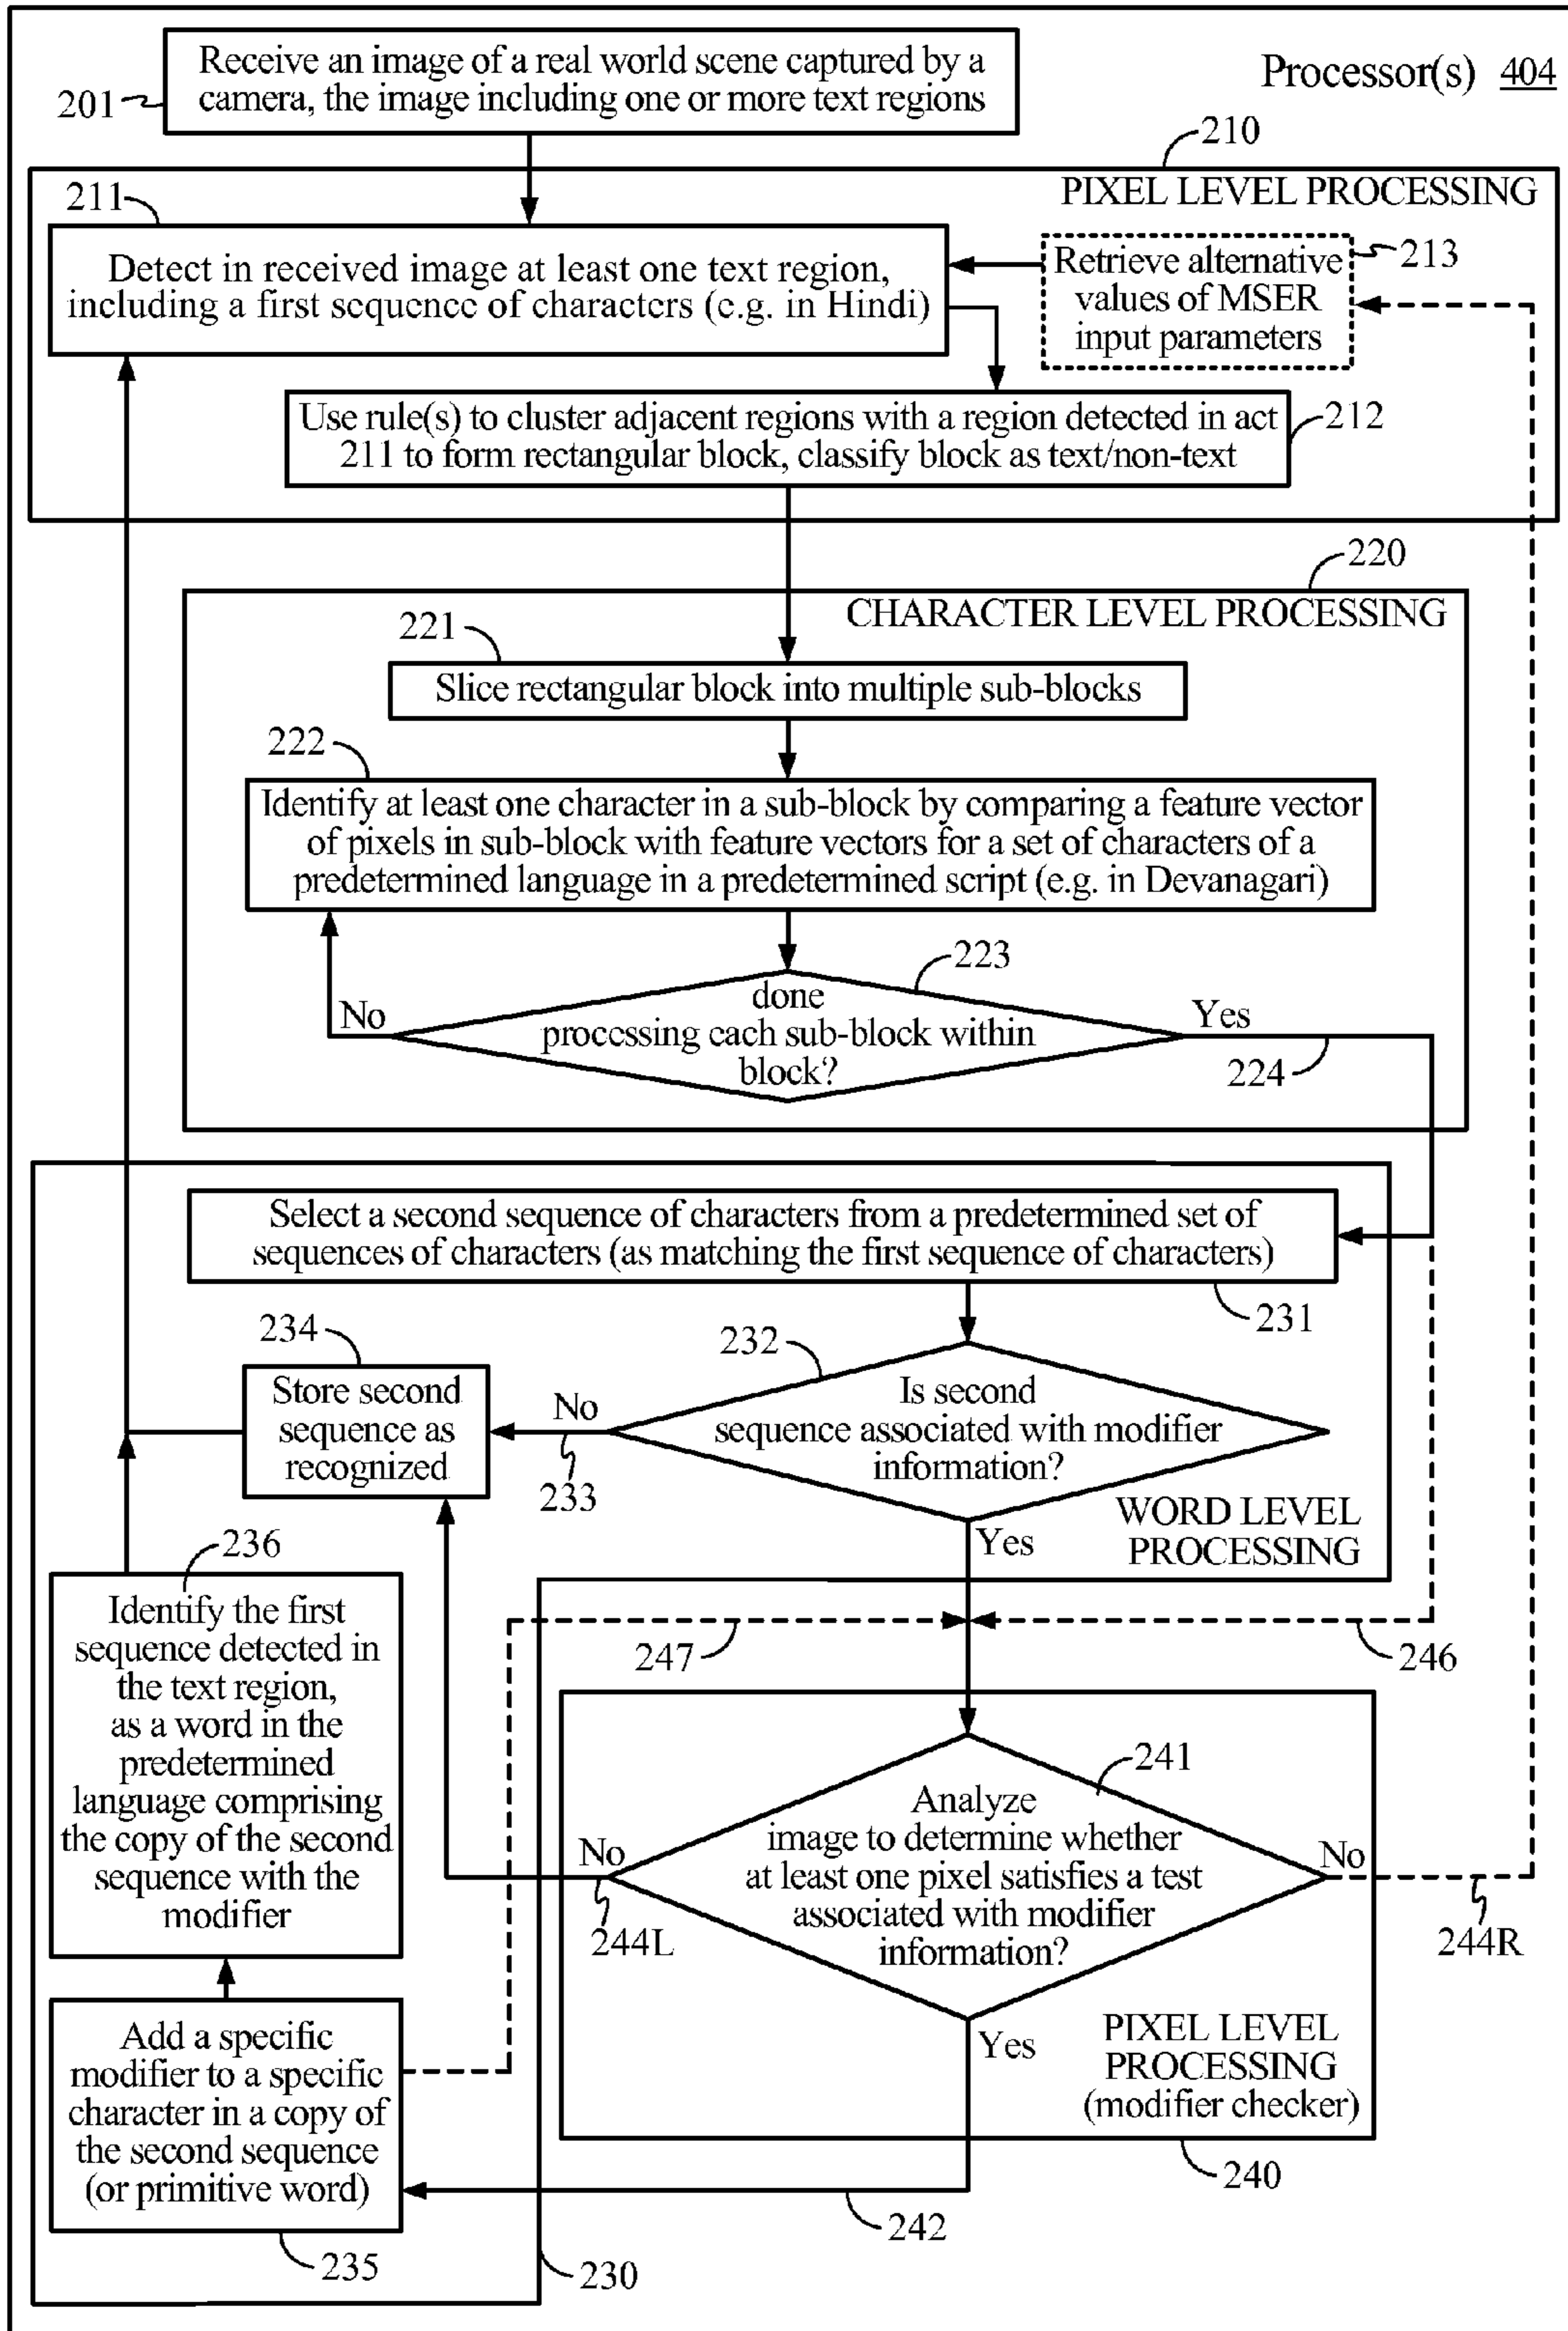 Receive an image of a real world scene captured by a
camera, the image including one or more text regions
201
Processor(s) 404
210
PIXEL LEVEL PROCESSING
211
Detect in received image at least one text region,
including a first sequence of characters (e.g. in Hindi)
Retrieve alternative
values of MSER
input parameters
213
Use rule(s) to cluster adjacent regions with a region detected in act
211 to form rectangular block, classify block as text/non-text
212
220
CHARACTER LEVEL PROCESSING
221
Slice rectangular block into multiple sub-blocks
222
Identify at least one character in a sub-block by comparing a feature vector
of pixels in sub-block with feature vectors for a set of characters of a
predetermined language in a predetermined script (e.g. in Devanagari)
223
done
processing each sub-block within
block?
No
Yes
224
Select a second sequence of characters from a predetermined set of
sequences of characters (as matching the first sequence of characters)
231
232
Is second
sequence associated with modifier
information?
No
233
234
Store second
sequence as
recognized
Yes
WORD LEVEL
PROCESSING
236
Identify the first
sequence detected in
the text region,
as a word in the
predetermined
language comprising
the copy of the second
sequence with the
modifier
247
246
241
Analyze
image to determine whether
at least one pixel satisfies a test
associated with modifier
information?
No
244L
No
244R
Yes
PIXEL LEVEL
PROCESSING
(modifier checker)
240
Add a specific
modifier to a specific
character in a copy of
the second sequence
(or primitive word)
235
242
230